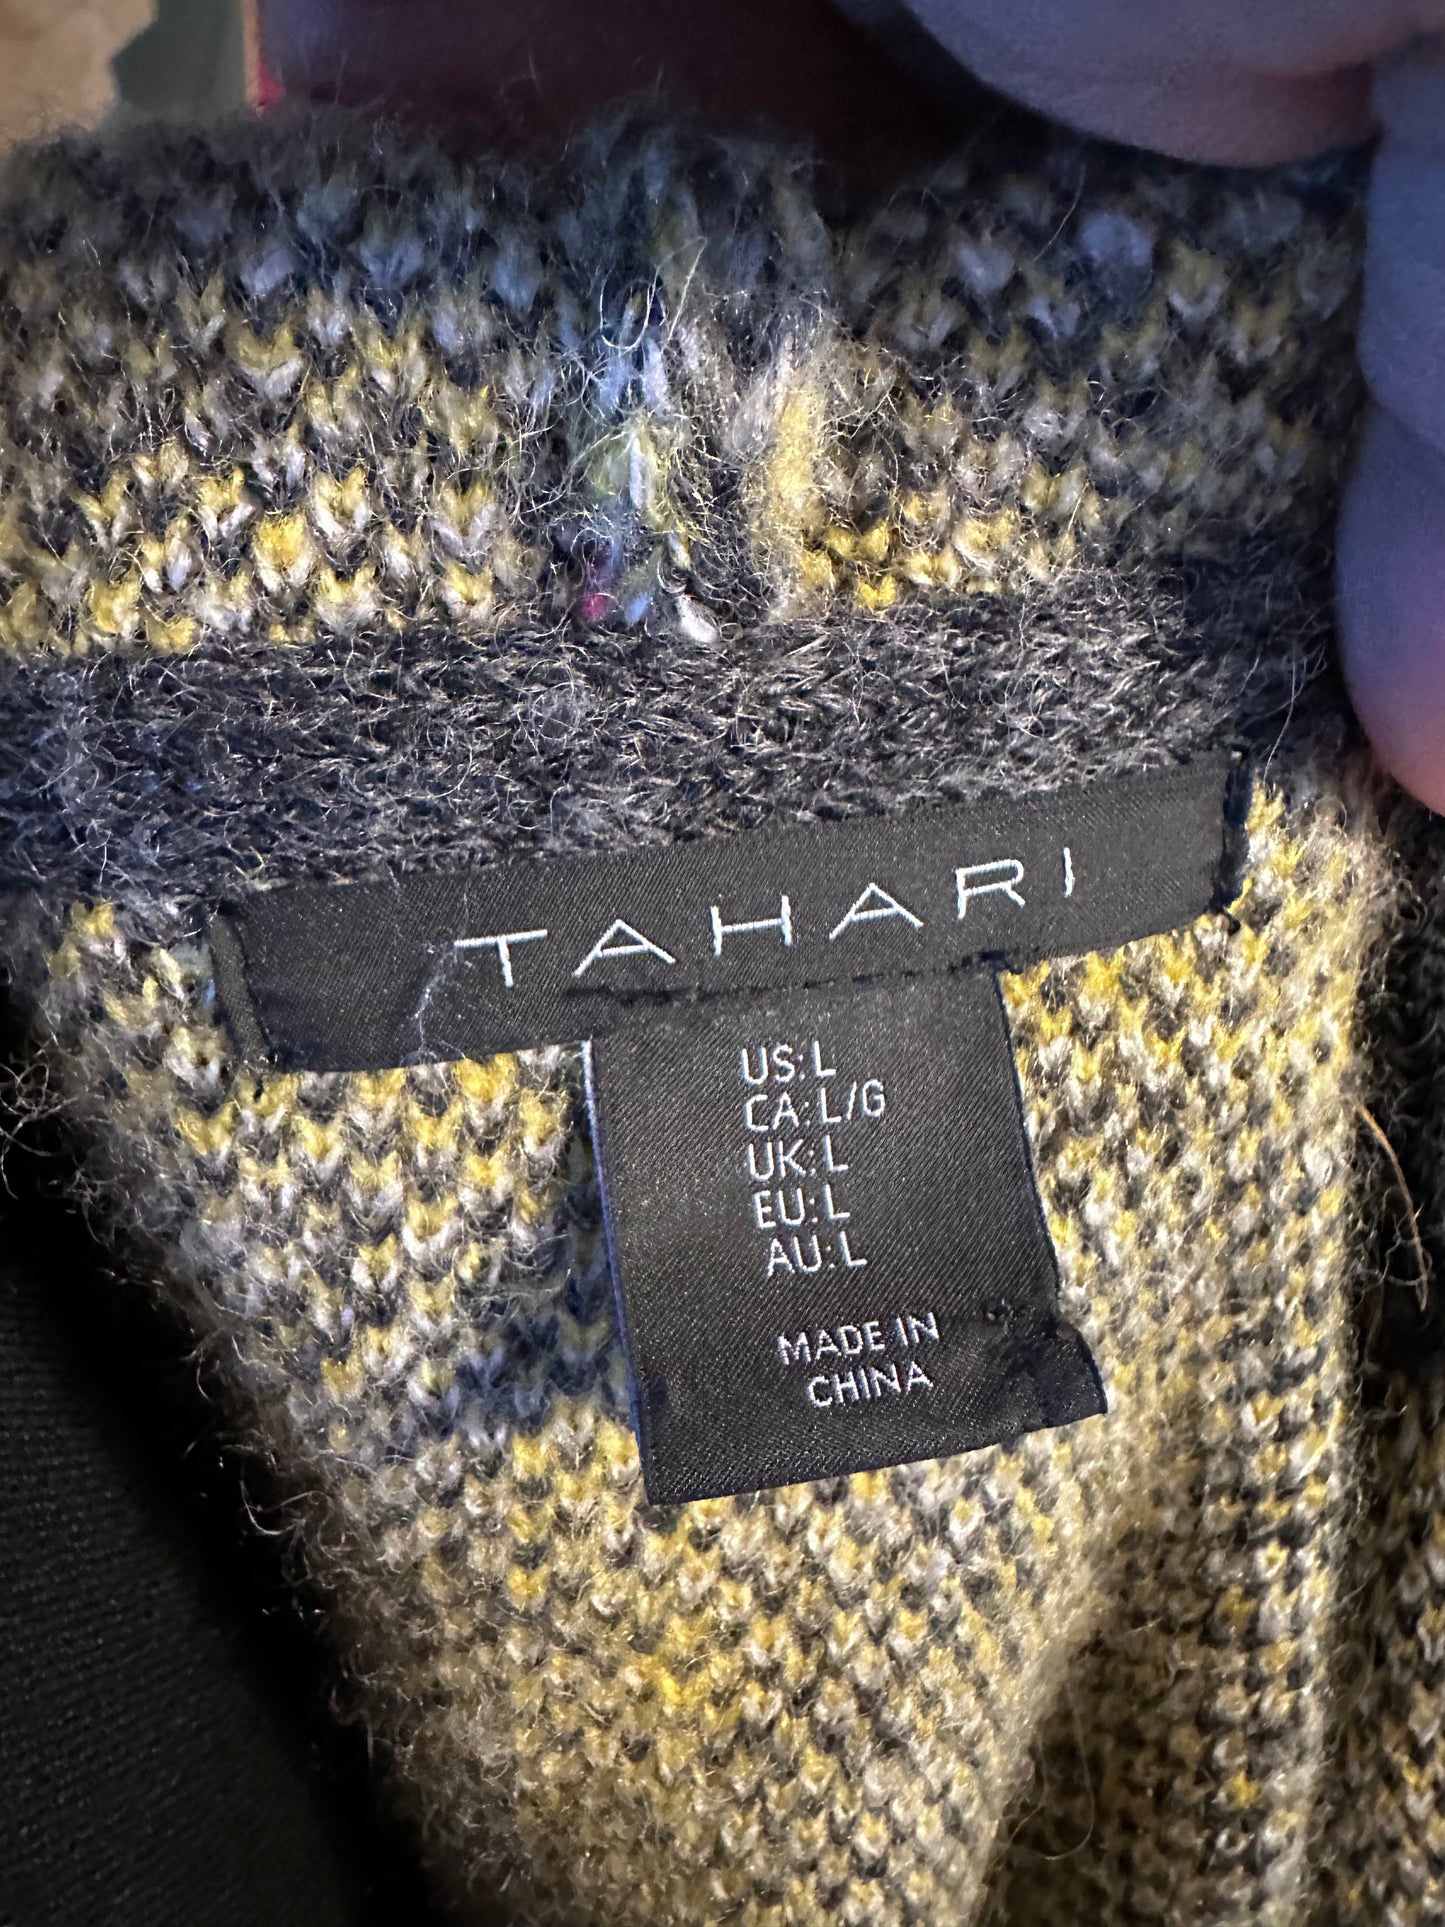 TAHARI
US: L
CA: L/G
UK: L
EU: L
AU: L
MADE IN
CHINA